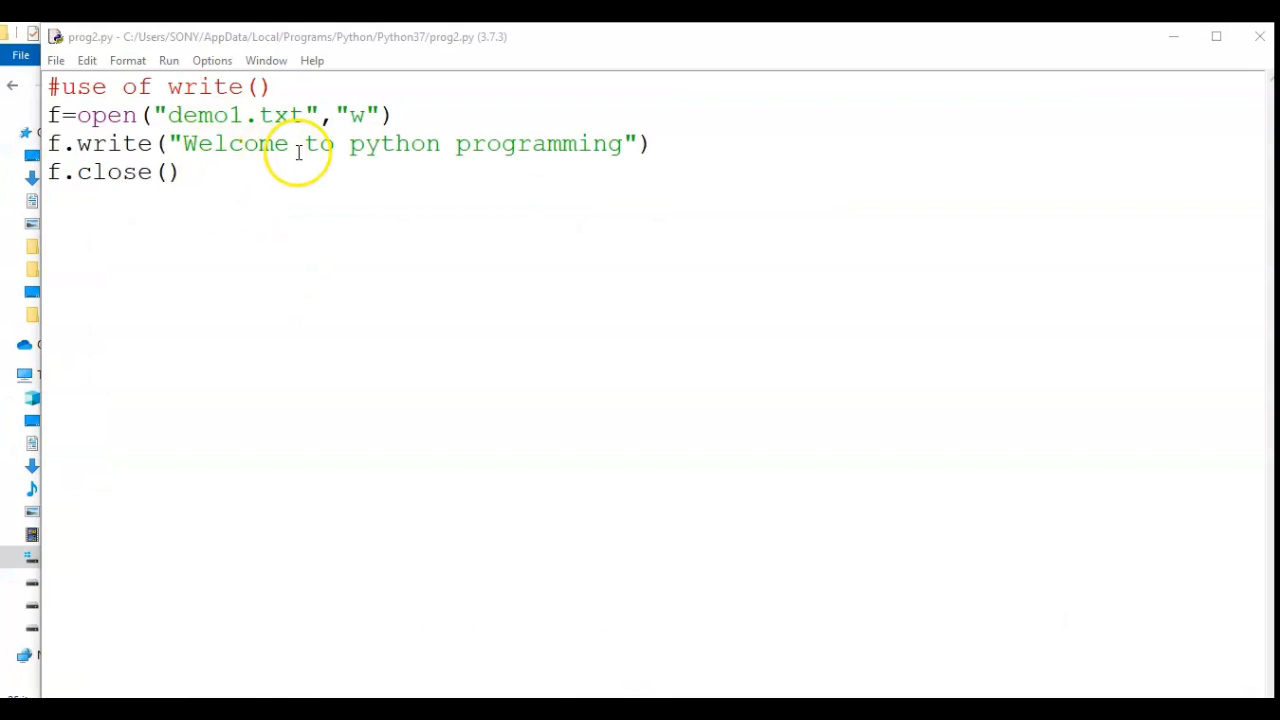 prog2.py - C:/Users/SONY/AppData/Local/Programs/Python/Python37/prog2.py (3.7.3)
File
File Edit Format Run Options Window Help
#use of write()
f=open("demo1.txt","w")
f.write("Welcome to python programming")
f.close()